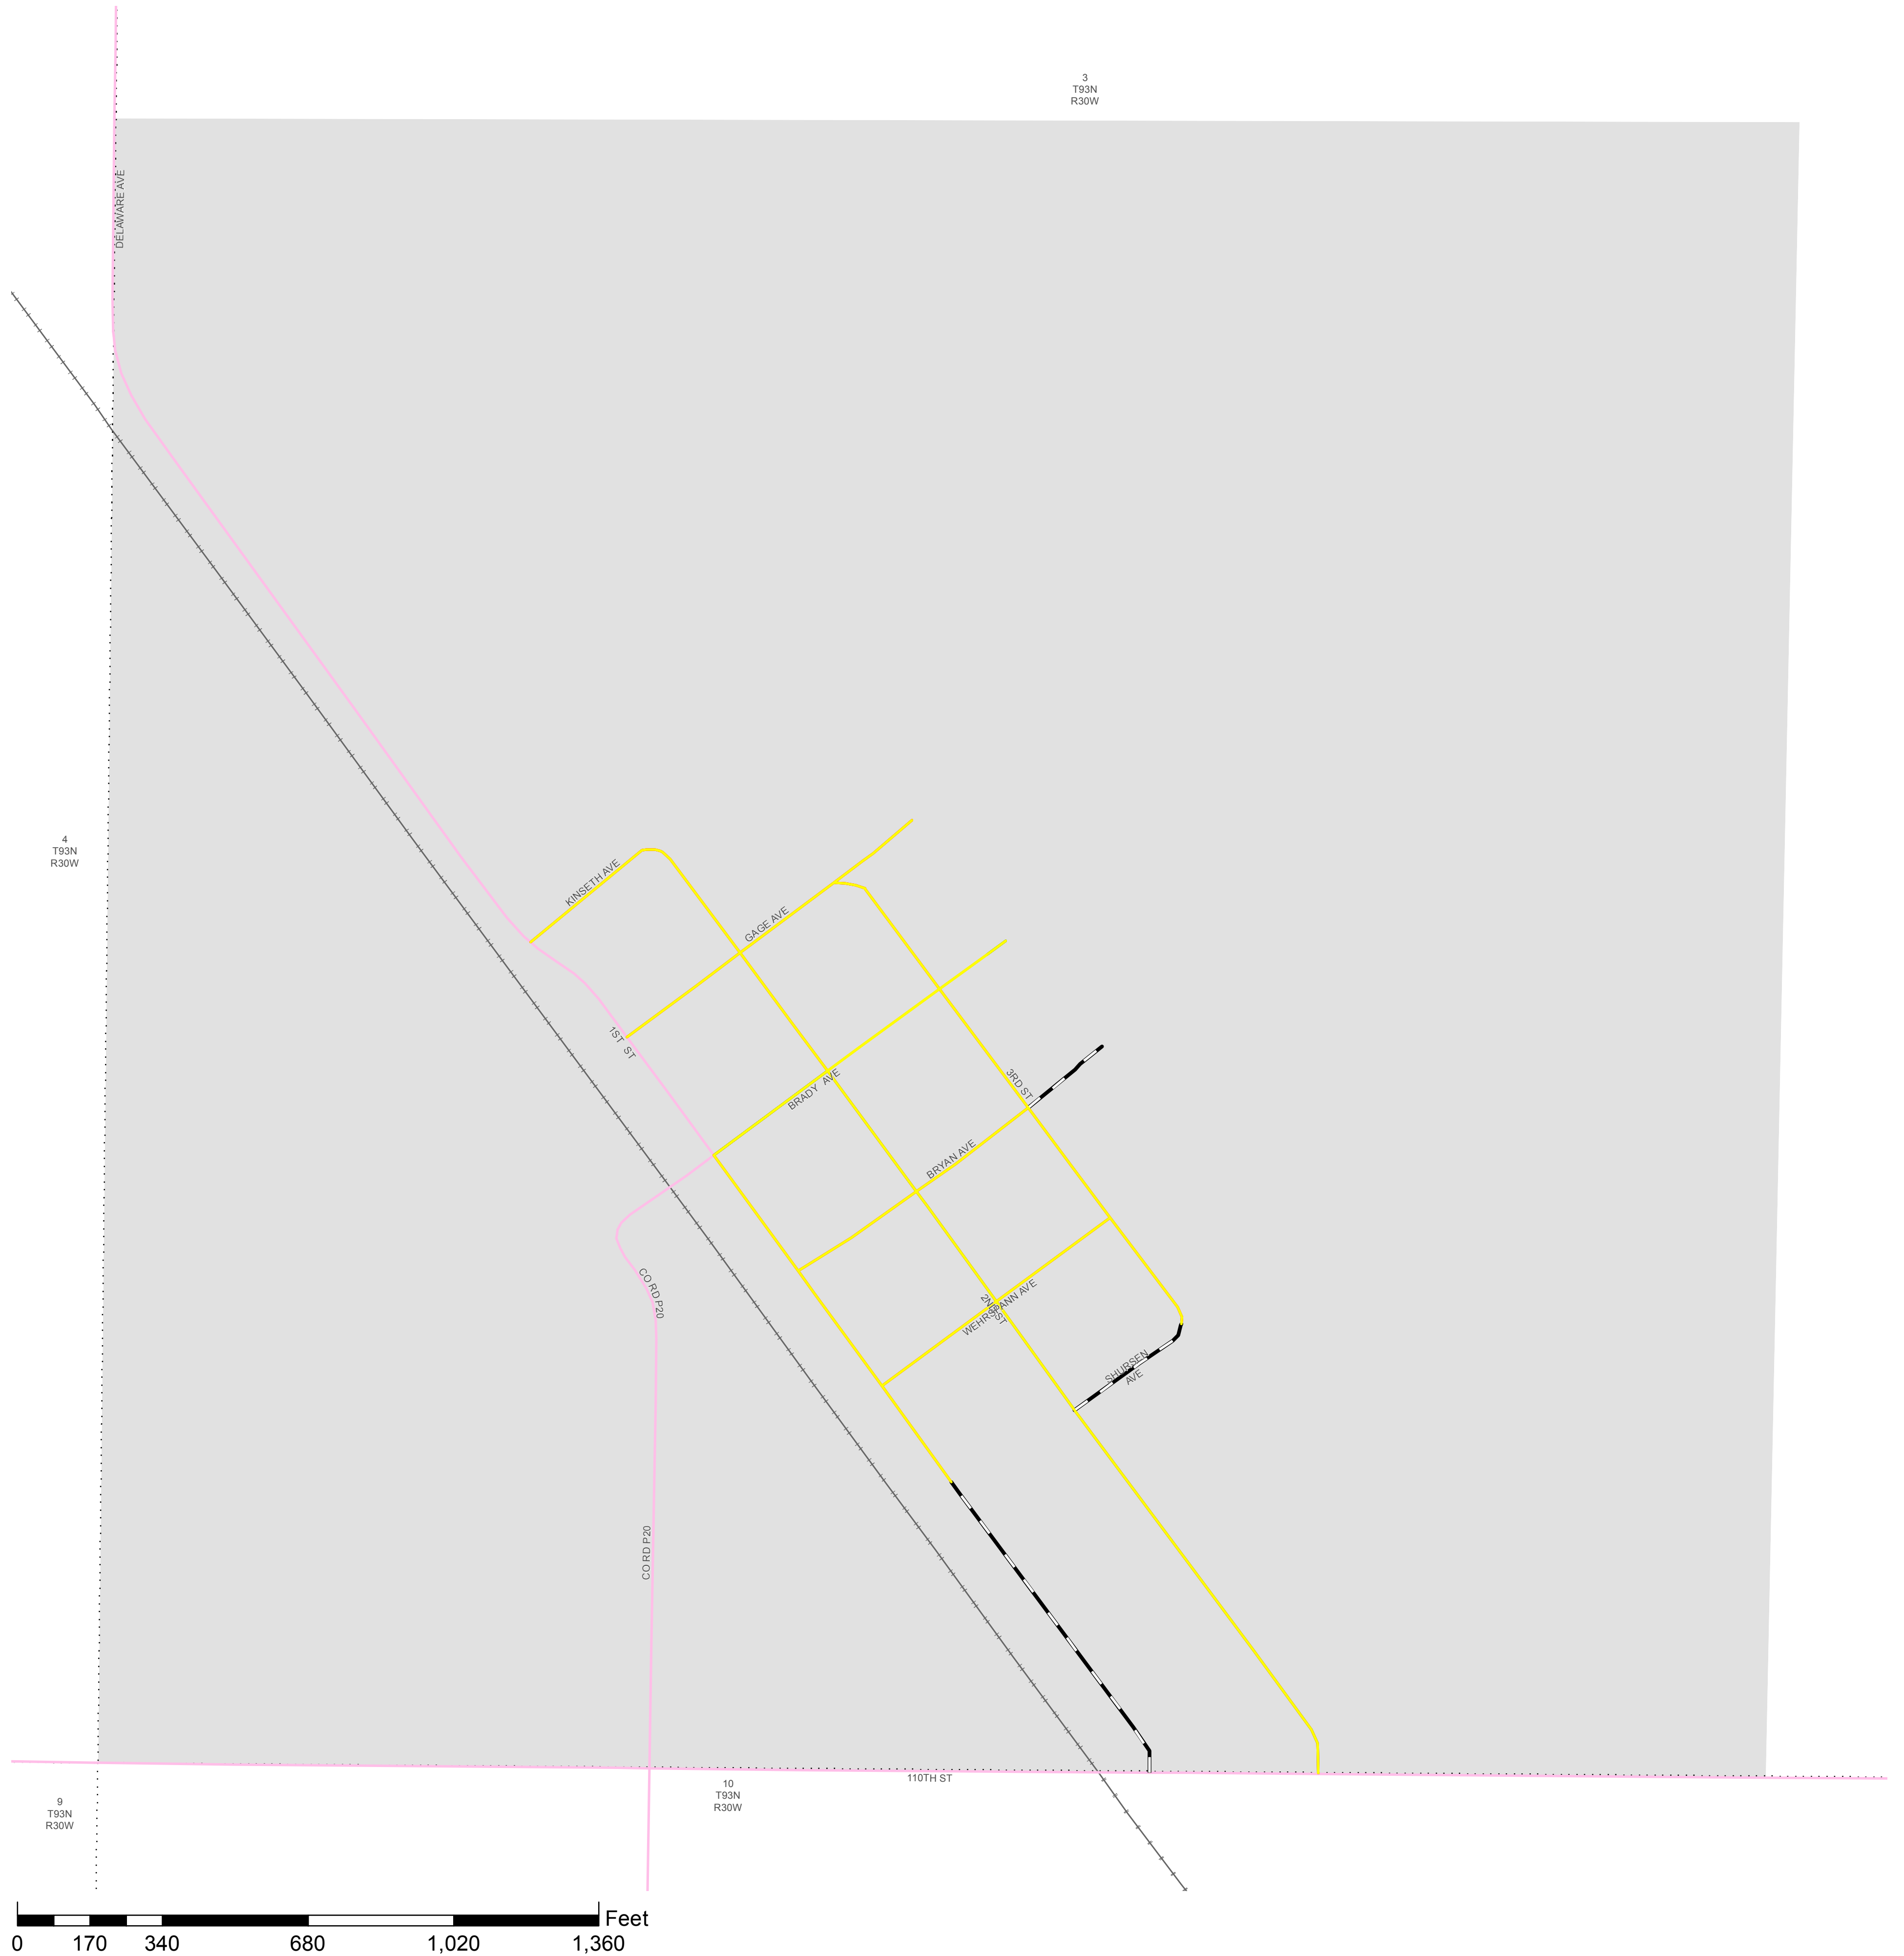 3
T93N
R30W
DELAWARE AVE
4
T93N
R30W
KINSETH AVE
GAGE AVE
1ST ST
3RD ST
BRADY AVE
BRYAN AVE
CO RD P20
2ND ST
WEHRSPANN AVE
SHURSEN
AVE
CO RD P20
110TH ST
10
T93N
R30W
9
T93N
R30W
Feet
0 170 340 680 1,020 1,360